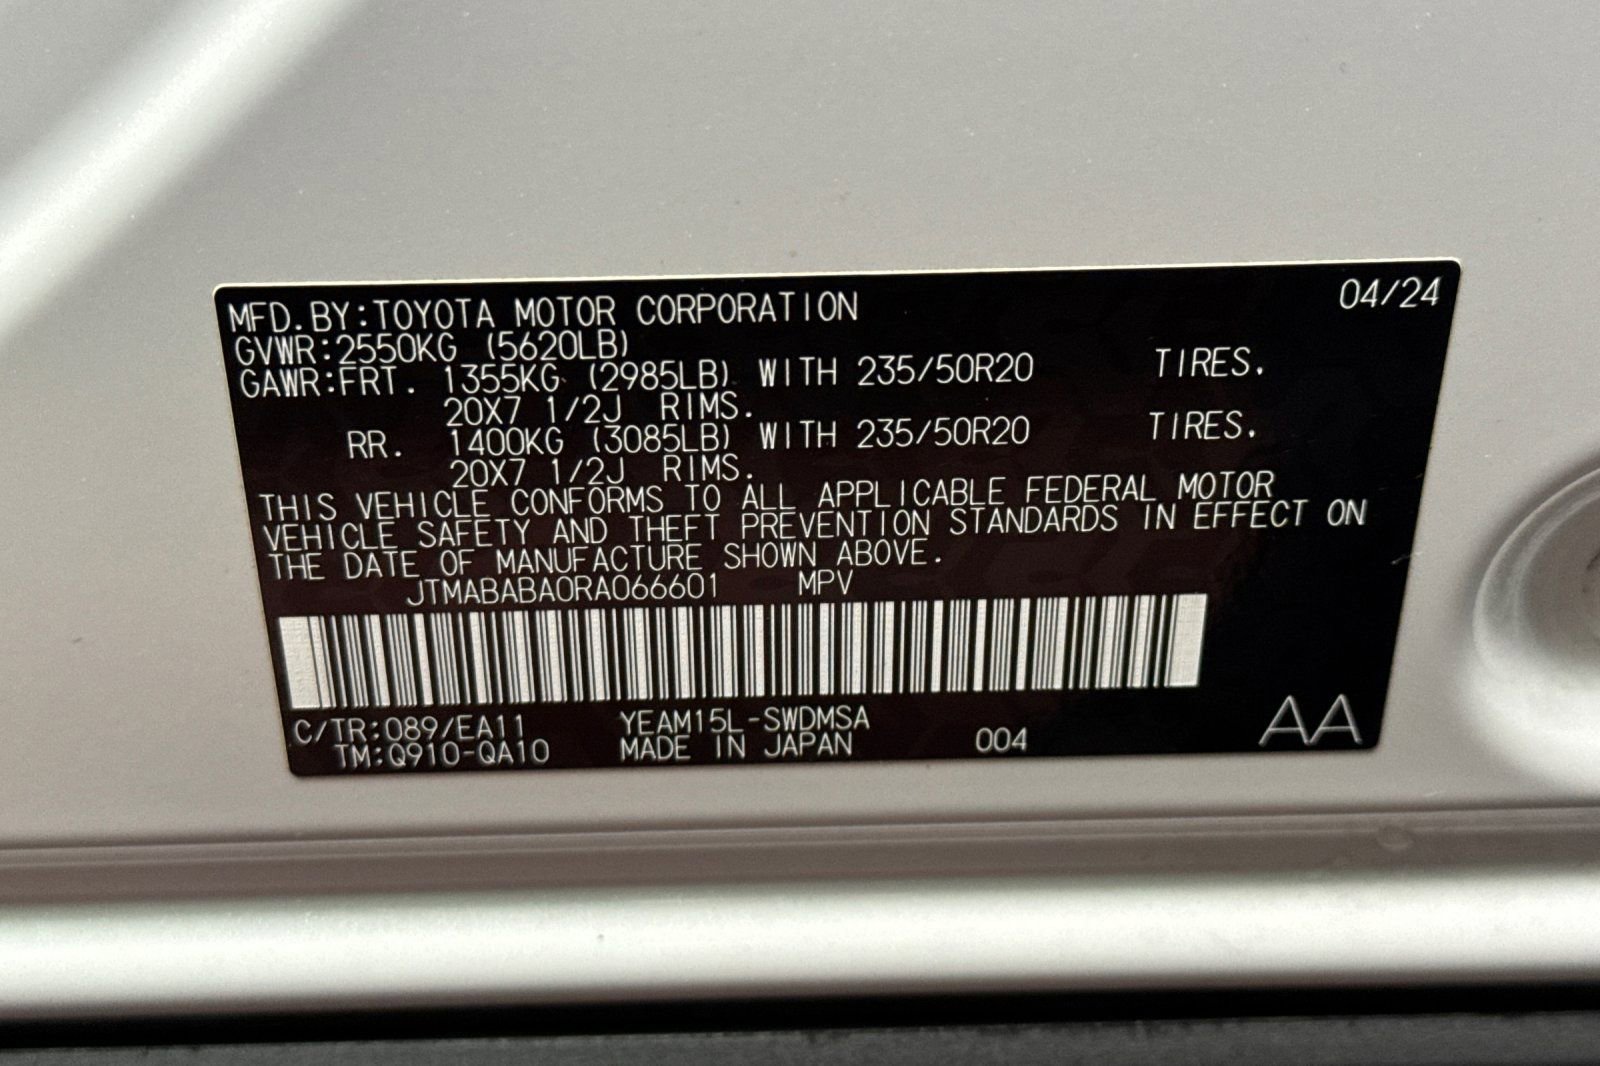 MFD.BY:TOYOTA MOTOR CORPORATION 04/24
GVWR:2550KG (5620LB)
GAWR:FRT. 1355KG (2985LB) WITH 235/50R20 TIRES.
20X7 1/2J RIMS.
RR. 1400KG (3085LB) WITH 235/50R20 TIRES.
20X7 1/2J RIMS.
THIS VEHICLE CONFORMS TO ALL APPLICABLE FEDERAL MOTOR
VEHICLE SAFETY AND THEFT PREVENTION STANDARDS IN EFFECT ON
THE DATE OF MANUFACTURE SHOWN ABOVE.
JTMABABA0RA066601 MPV
C/TR:089/EA11 YEAM15L-SWDMSA
TM:Q910-QA10 MADE IN JAPAN 004 AA